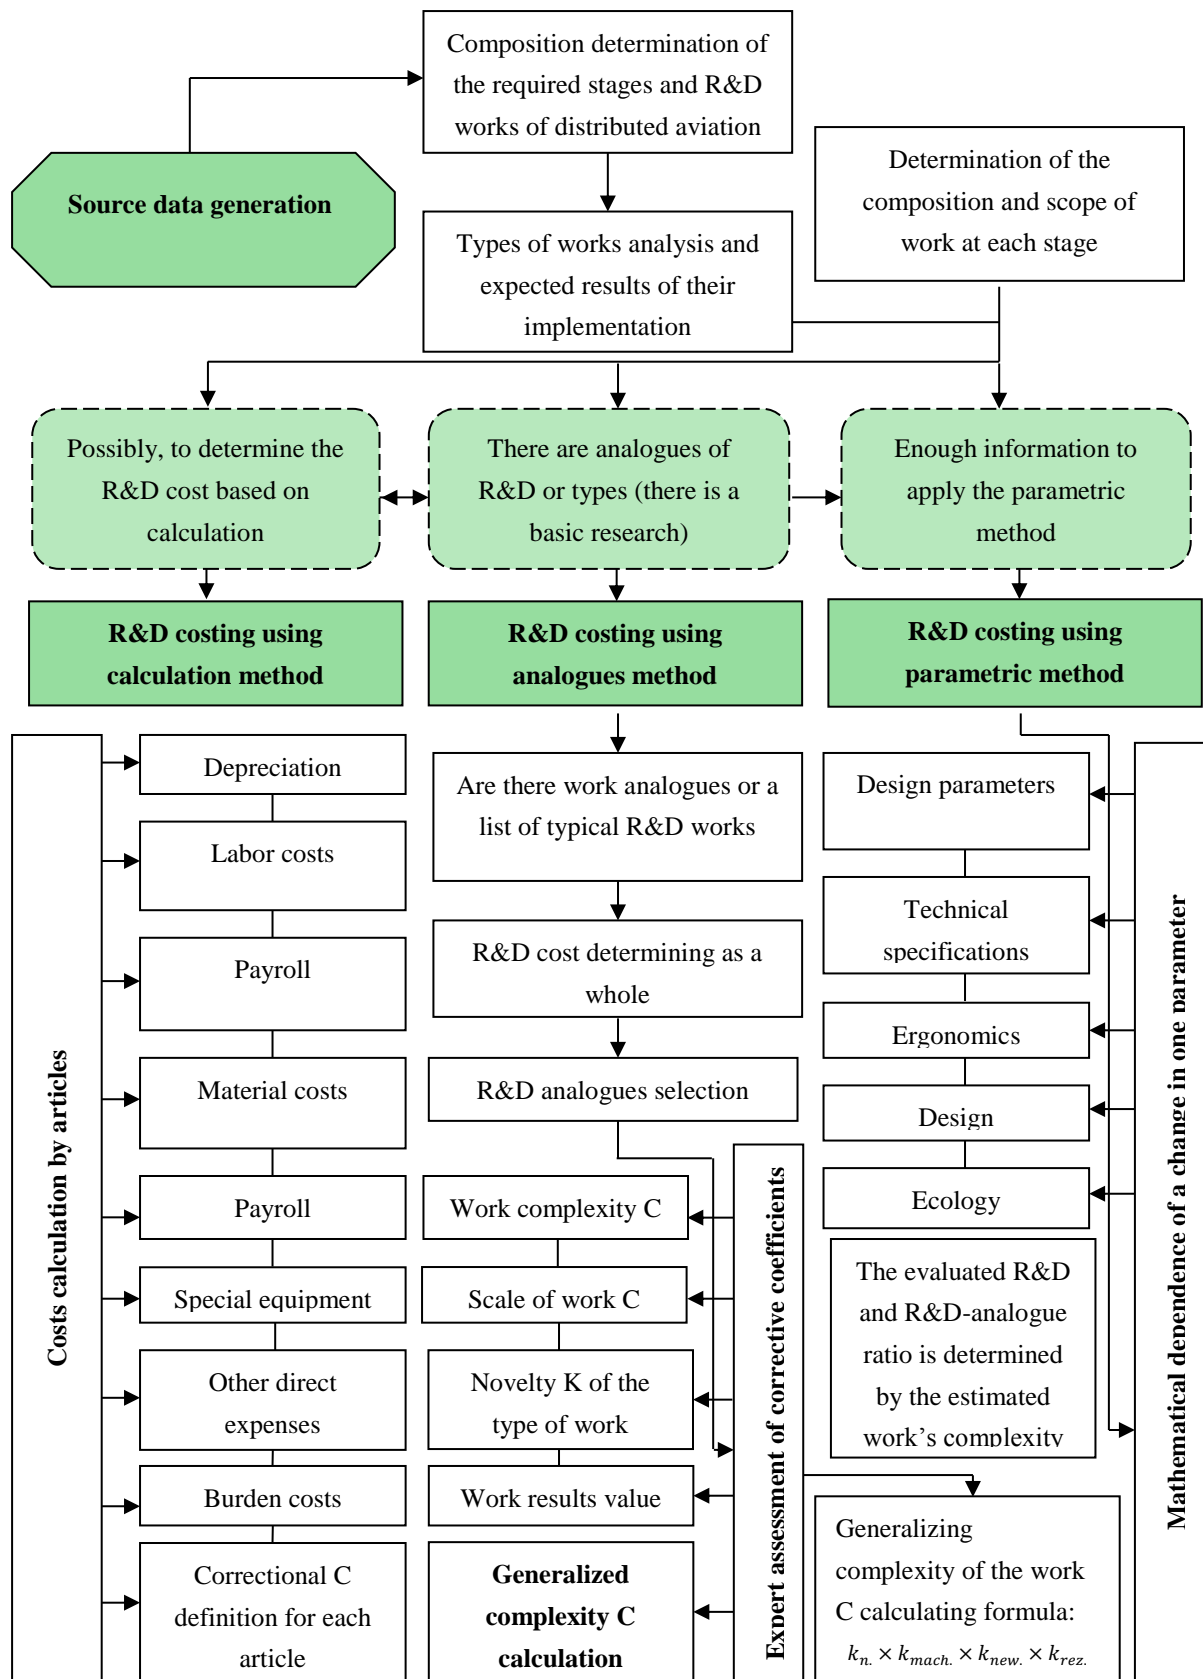 Composition determination of
the required stages and R&D
works of distributed aviation
Source data generation
Determination of the
composition and scope of
work at each stage
Types of works analysis and
expected results of their
implementation
Possibly, to determine the
R&D cost based on
calculation
There are analogues of
R&D or types (there is a
basic research)
Enough information to
apply the parametric
method
R&D costing using
calculation method
R&D costing using
analogues method
R&D costing using
parametric method
Costs calculation by articles
Depreciation
Labor costs
Payroll
Material costs
Payroll
Special equipment
Other direct
expenses
Burden costs
Correctional C
definition for each
article
Are there work analogues or a
list of typical R&D works
R&D cost determining as a
whole
R&D analogues selection
Work complexity C
Scale of work C
Novelty K of the
type of work
Work results value
Generalized
complexity C
calculation
Expert assessment of corrective coefficients
Design parameters
Technical
specifications
Ergonomics
Design
Ecology
The evaluated R&D
and R&D-analogue
ratio is determined
by the estimated
work's complexity
Generalizing
complexity of the work
C calculating formula:
k_{n.} × k_{mach.} × k_{new.} × k_{rez.}
Mathematical dependence of a change in one parameter